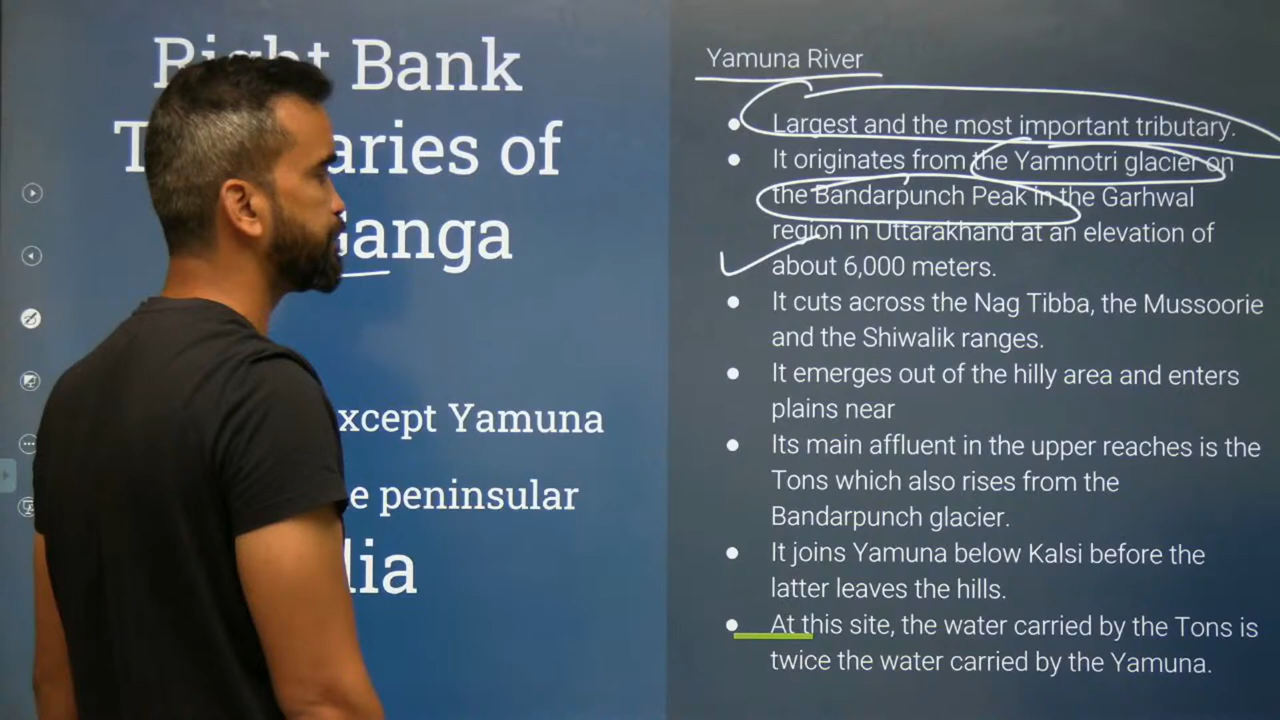 Bank
of
Ganga
except Yamuna
peninsular
Yamuna River
Largest and the most important tributary.
It originates from the Yamnotri glacier on
the Bandarpunch Peak in the Garhwal
region in Uttarakhand at an elevation of
about 6,000 meters.
It cuts across the Nag Tibba, the Mussoorie
and the Shiwalik ranges.
It emerges out of the hilly area and enters
plains near
Its main affluent in the upper reaches is the
Tons which also rises from the
Bandarpunch glacier.
It joins Yamuna below Kalsi before the
latter leaves the hills.
At this site, the water carried by the Tons is
twice the water carried by the Yamuna.